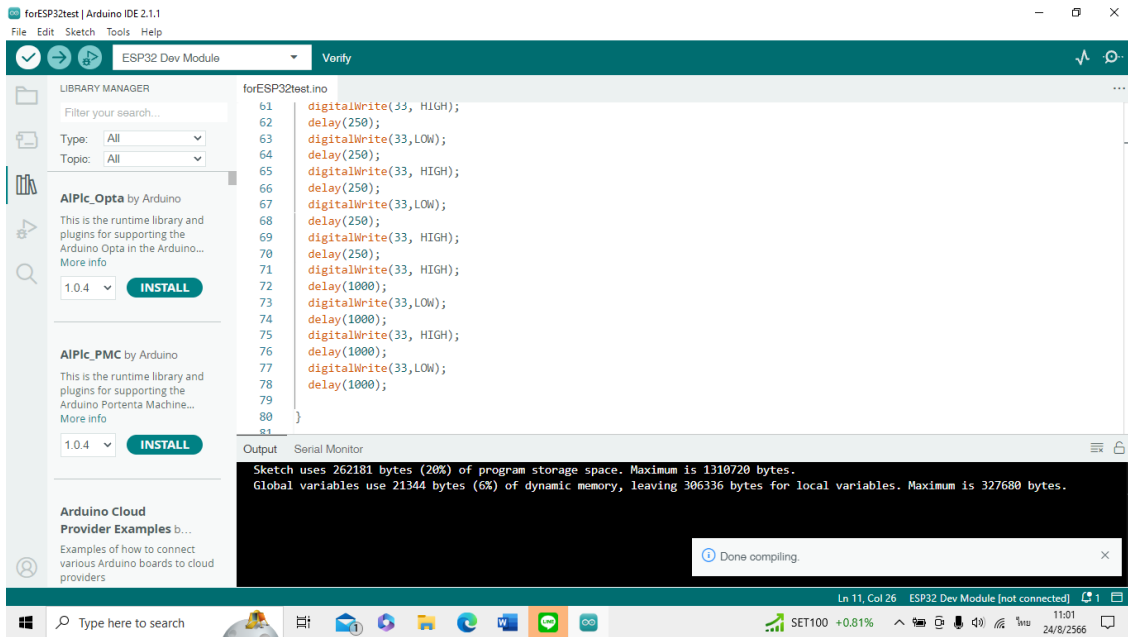 forESP32test | Arduino IDE 2.1.1
File Edit Sketch Tools Help
ESP32 Dev Module
Verify
LIBRARY MANAGER
Filter your search...
Type: All
Topic: All
AlPlc_Opta by Arduino
This is the runtime library and
plugins for supporting the
Arduino Opta in the Arduino...
More info
1.0.4 INSTALL
AlPlc_PMC by Arduino
This is the runtime library and
plugins for supporting the
Arduino Portenta Machine...
More info
1.0.4 INSTALL
Arduino Cloud
Provider Examples b...
Examples of how to connect
various Arduino boards to cloud
providers
forESP32test.ino
61 digitalWrite(33, HIGH);
62 delay(250);
63 digitalWrite(33,LOW);
64 delay(250);
65 digitalWrite(33, HIGH);
66 delay(250);
67 digitalWrite(33,LOW);
68 delay(250);
69 digitalWrite(33, HIGH);
70 delay(250);
71 digitalWrite(33, HIGH);
72 delay(1000);
73 digitalWrite(33,LOW);
74 delay(1000);
75 digitalWrite(33, HIGH);
76 delay(1000);
77 digitalWrite(33,LOW);
78 delay(1000);
79
80 }
81
Output Serial Monitor
Sketch uses 262181 bytes (20%) of program storage space. Maximum is 1310720 bytes.
Global variables use 21344 bytes (6%) of dynamic memory, leaving 306336 bytes for local variables. Maximum is 327680 bytes.
Done compiling.
Ln 11, Col 26 ESP32 Dev Module [not connected] 1
Type here to search
1
LINE
SET100 +0.81%
ไทย
11:01
24/8/2566